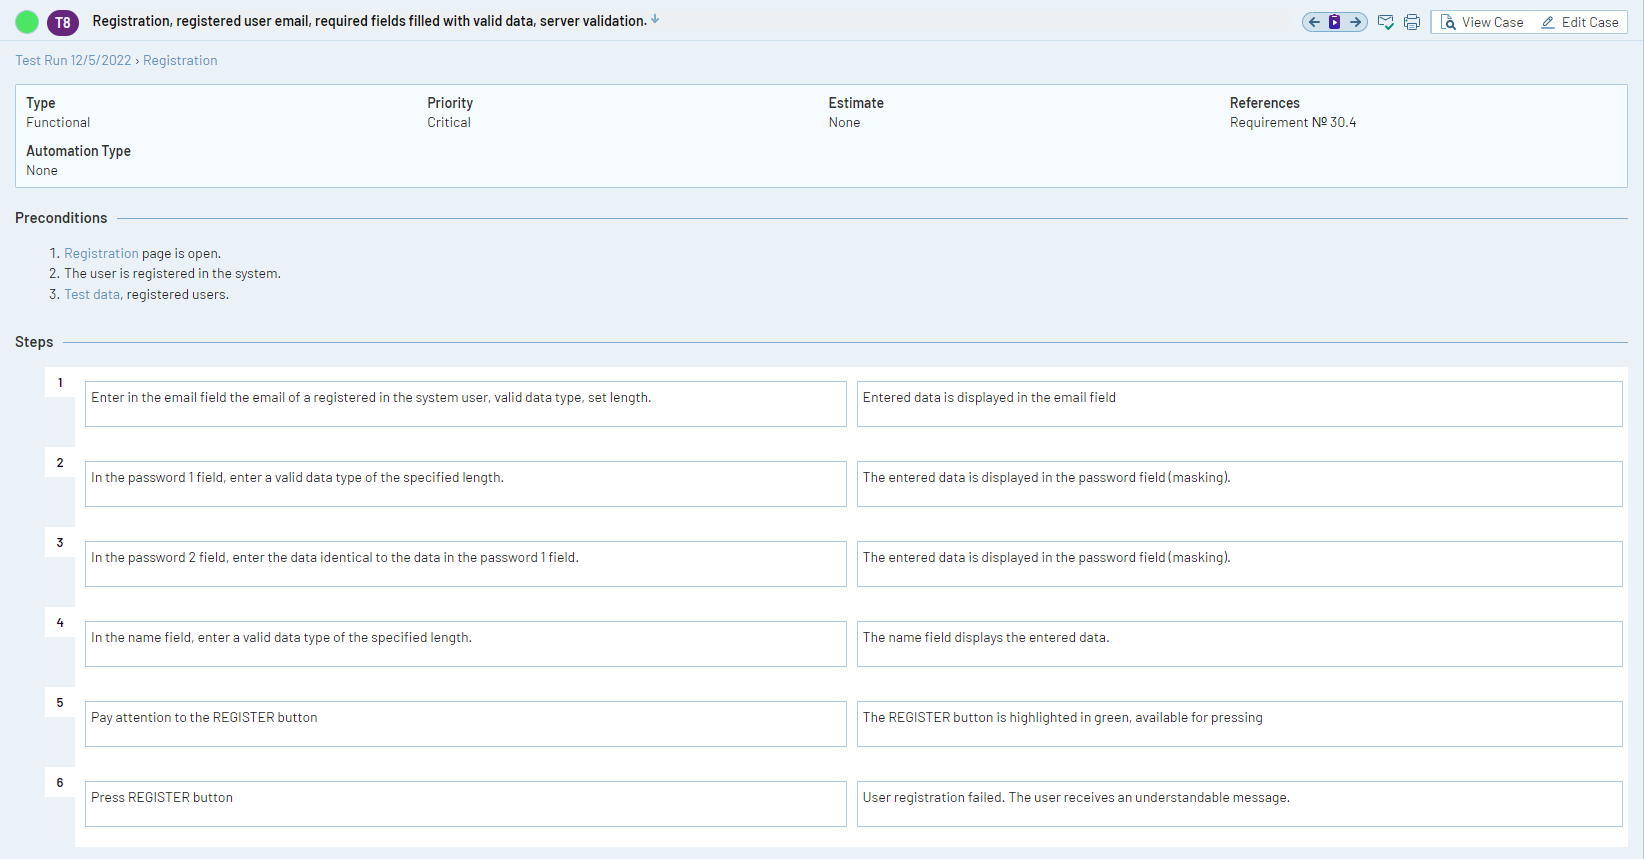 T8 Registration, registered user email, required fields filled with valid data, server validation.
View Case Edit Case
Test Run 12/5/2022 › Registration
Type Priority Estimate References
Functional Critical None Requirement № 30.4
Automation Type
None
Preconditions
1. Registration page is open.
2. The user is registered in the system.
3. Test data, registered users.
Steps
1 Enter in the email field the email of a registered in the system user, valid data type, set length. Entered data is displayed in the email field
2 In the password 1 field, enter a valid data type of the specified length. The entered data is displayed in the password field (masking).
3 In the password 2 field, enter the data identical to the data in the password 1 field. The entered data is displayed in the password field (masking).
4 In the name field, enter a valid data type of the specified length. The name field displays the entered data.
5 Pay attention to the REGISTER button The REGISTER button is highlighted in green, available for pressing
6 Press REGISTER button User registration failed. The user receives an understandable message.